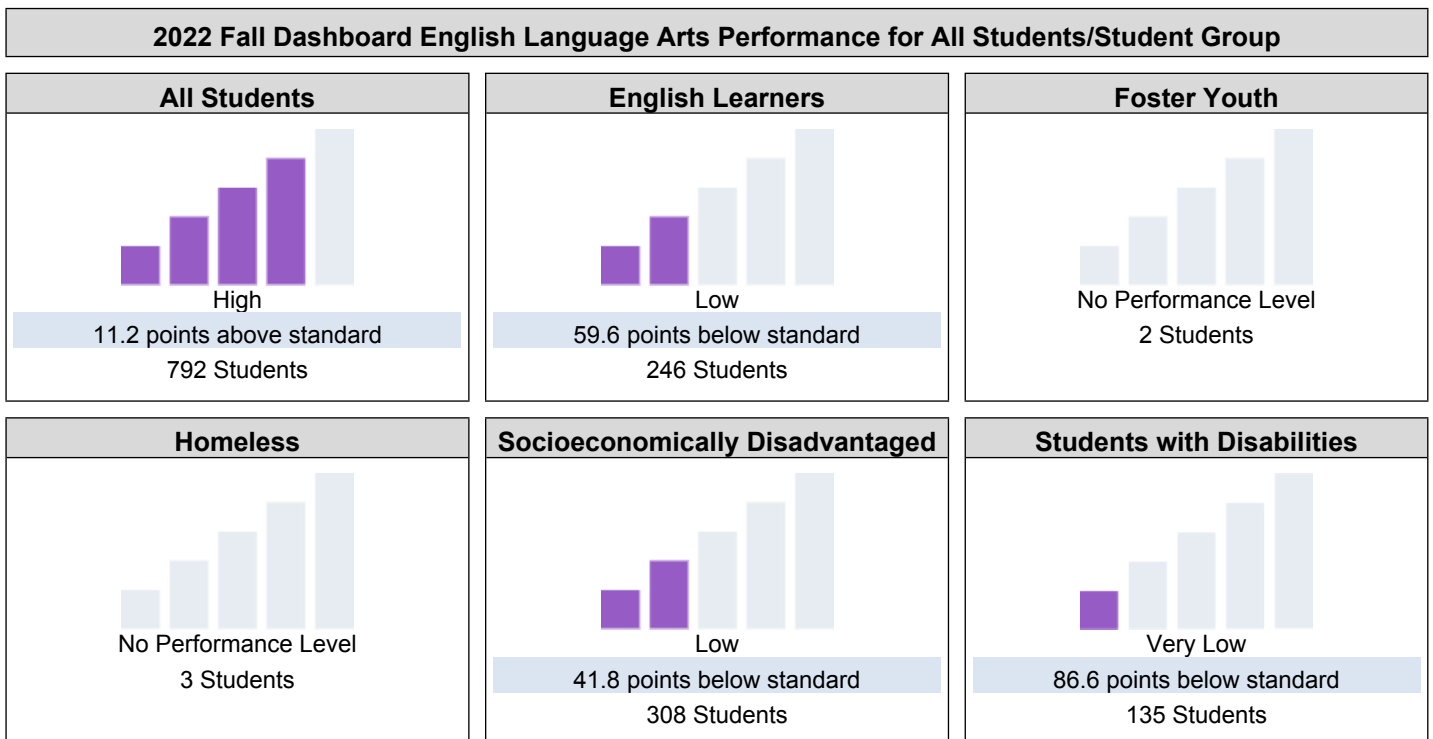 2022 Fall Dashboard English Language Arts Performance for All Students/Student Group
All Students
High
11.2 points above standard
792 Students
English Learners
Low
59.6 points below standard
246 Students
Foster Youth
No Performance Level
2 Students
Homeless
No Performance Level
3 Students
Socioeconomically Disadvantaged
Low
41.8 points below standard
308 Students
Students with Disabilities
Very Low
86.6 points below standard
135 Students